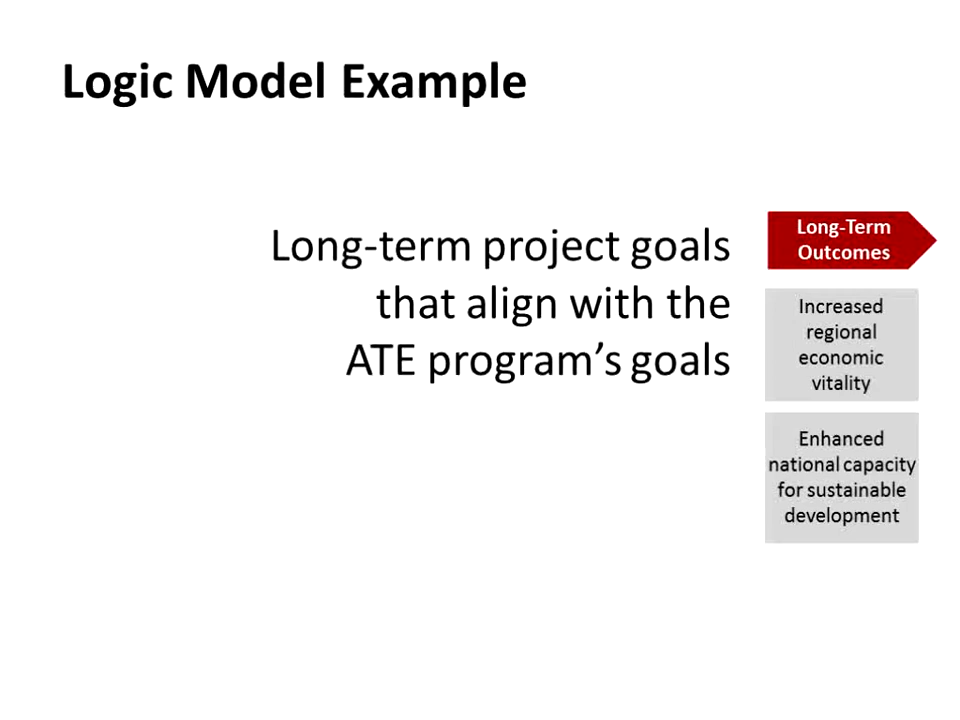 Logic Model Example
Long-term project goals
that align with the
ATE program’s goals
Long-Term
Outcomes
Increased
regional
economic
vitality
Enhanced
national capacity
for sustainable
development